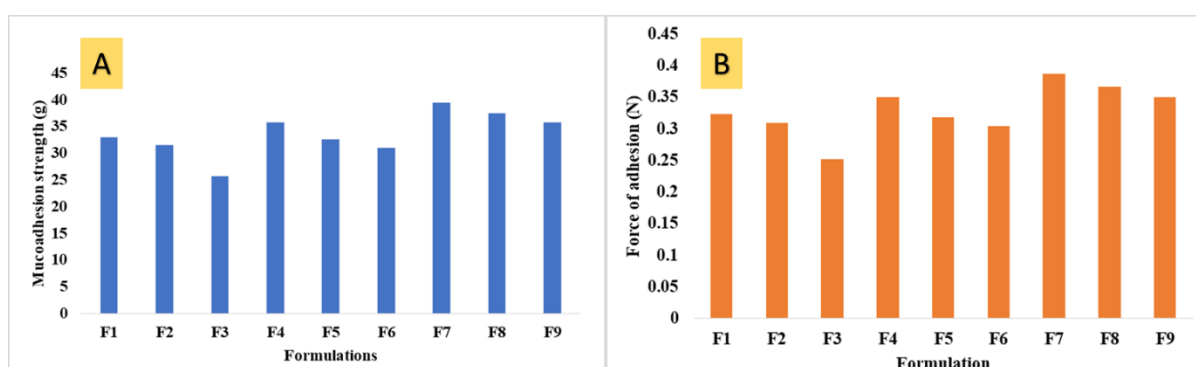 A
Mucoadhesion strength (g)
45
40
35
30
25
20
15
10
5
0
F1 F2 F3 F4 F5 F6 F7 F8 F9
Formulations
B
Force of adhesion (N)
0.45
0.4
0.35
0.3
0.25
0.2
0.15
0.1
0.05
0
F1 F2 F3 F4 F5 F6 F7 F8 F9
Formulation